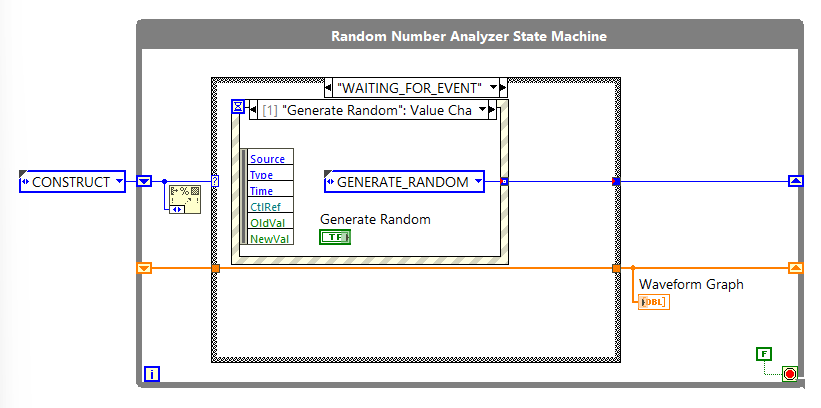 Random Number Analyzer State Machine
"WAITING_FOR_EVENT"
[1] "Generate Random": Value Cha
Source
Type
Time
CtlRef
OldVal
NewVal
CONSTRUCT
?
GENERATE_RANDOM
Generate Random
TF
Waveform Graph
DBL
F
i